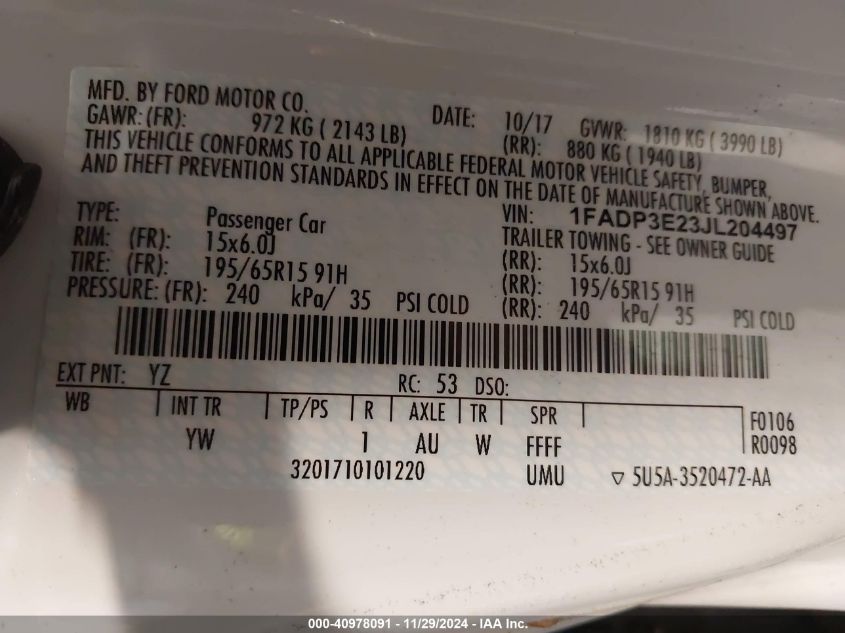 MFD. BY FORD MOTOR CO.
DATE: 10/17 GVWR: 1810 KG ( 3990 LB)
GAWR: (FR): 972 KG ( 2143 LB) (RR): 880 KG ( 1940 LB)
THIS VEHICLE CONFORMS TO ALL APPLICABLE FEDERAL MOTOR VEHICLE SAFETY, BUMPER,
AND THEFT PREVENTION STANDARDS IN EFFECT ON THE DATE OF MANUFACTURE SHOWN ABOVE.
VIN: 1FADP3E23JL204497
TYPE: Passenger Car TRAILER TOWING - SEE OWNER GUIDE
RIM: (FR): 15x6.0J (RR): 15x6.0J
TIRE: (FR): 195/65R15 91H (RR): 195/65R15 91H
PRESSURE: (FR): 240 kPa/ 35 PSI COLD (RR): 240 kPa/ 35 PSI COLD
EXT PNT: YZ RC: 53 DSO:
WB INT TR TP/PS R AXLE TR SPR F0106
YW 1 AU W FFFF R0098
3201710101220 UMU ▽ 5U5A-3520472-AA
000-40978091 - 11/29/2024 - IAA Inc.